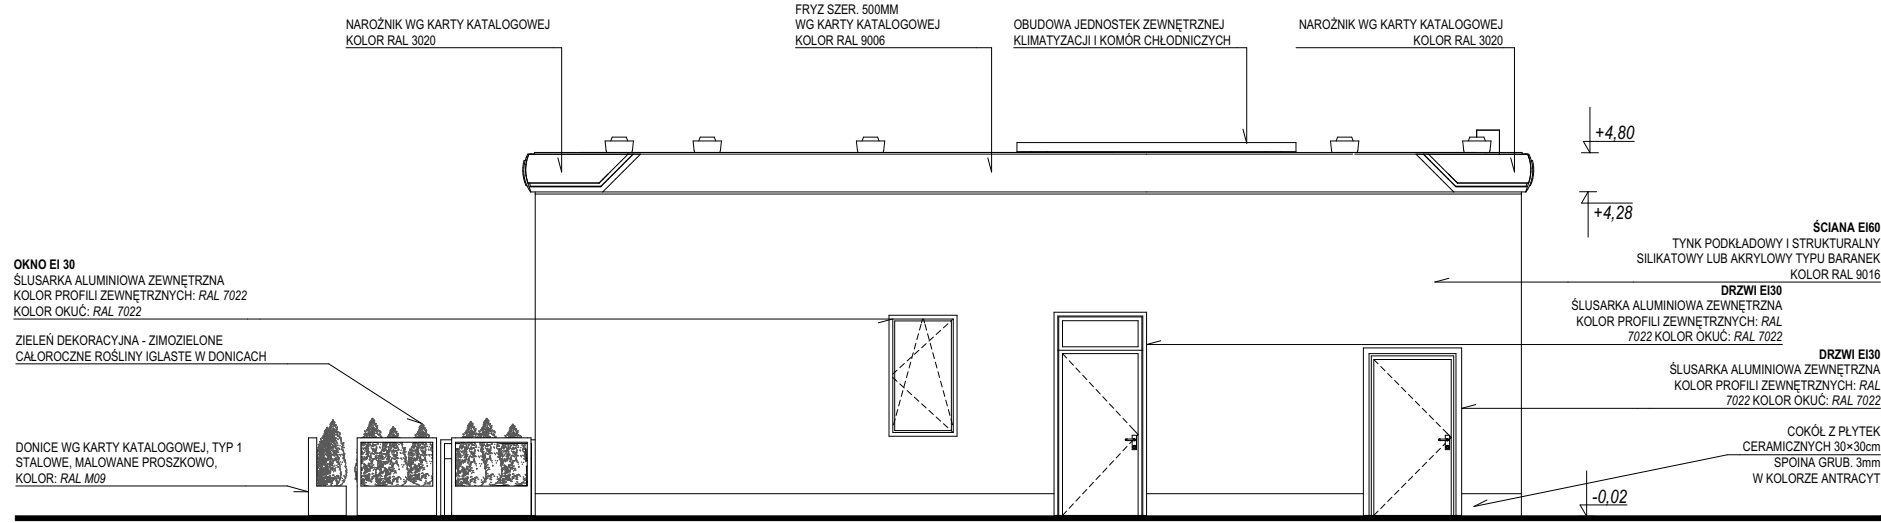 NAROŻNIK WG KARTY KATALOGOWEJ
KOLOR RAL 3020
FRYZ SZER. 500MM
WG KARTY KATALOGOWEJ
KOLOR RAL 9006
OBUDOWA JEDNOSTEK ZEWNĘTRZNEJ
KLIMATYZACJI I KOMÓR CHŁODNICZYCH
NAROŻNIK WG KARTY KATALOGOWEJ
KOLOR RAL 3020
+4,80
+4,28
ŚCIANA EI60
TYNK PODKŁADOWY I STRUKTURALNY
SILIKATOWY LUB AKRYLOWY TYPU BARANEK
KOLOR RAL 9016
OKNO EI 30
ŚLUSARKA ALUMINIOWA ZEWNĘTRZNA
KOLOR PROFILI ZEWNĘTRZNYCH: RAL 7022
KOLOR OKUĆ: RAL 7022
DRZWI EI30
ŚLUSARKA ALUMINIOWA ZEWNĘTRZNA
KOLOR PROFILI ZEWNĘTRZNYCH: RAL
7022 KOLOR OKUĆ: RAL 7022
ZIELEŃ DEKORACYJNA - ZIMOZIELONE
CAŁOROCZNE ROŚLINY IGLASTE W DONICACH
DRZWI EI30
ŚLUSARKA ALUMINIOWA ZEWNĘTRZNA
KOLOR PROFILI ZEWNĘTRZNYCH: RAL
7022 KOLOR OKUĆ: RAL 7022
DONICE WG KARTY KATALOGOWEJ, TYP 1
STALOWE, MALOWANE PROSZKOWO,
KOLOR: RAL M09
COKÓŁ Z PŁYTEK
CERAMICZNYCH 30×30cm
SPOINA GRUB. 3mm
W KOLORZE ANTRACYT
-0,02